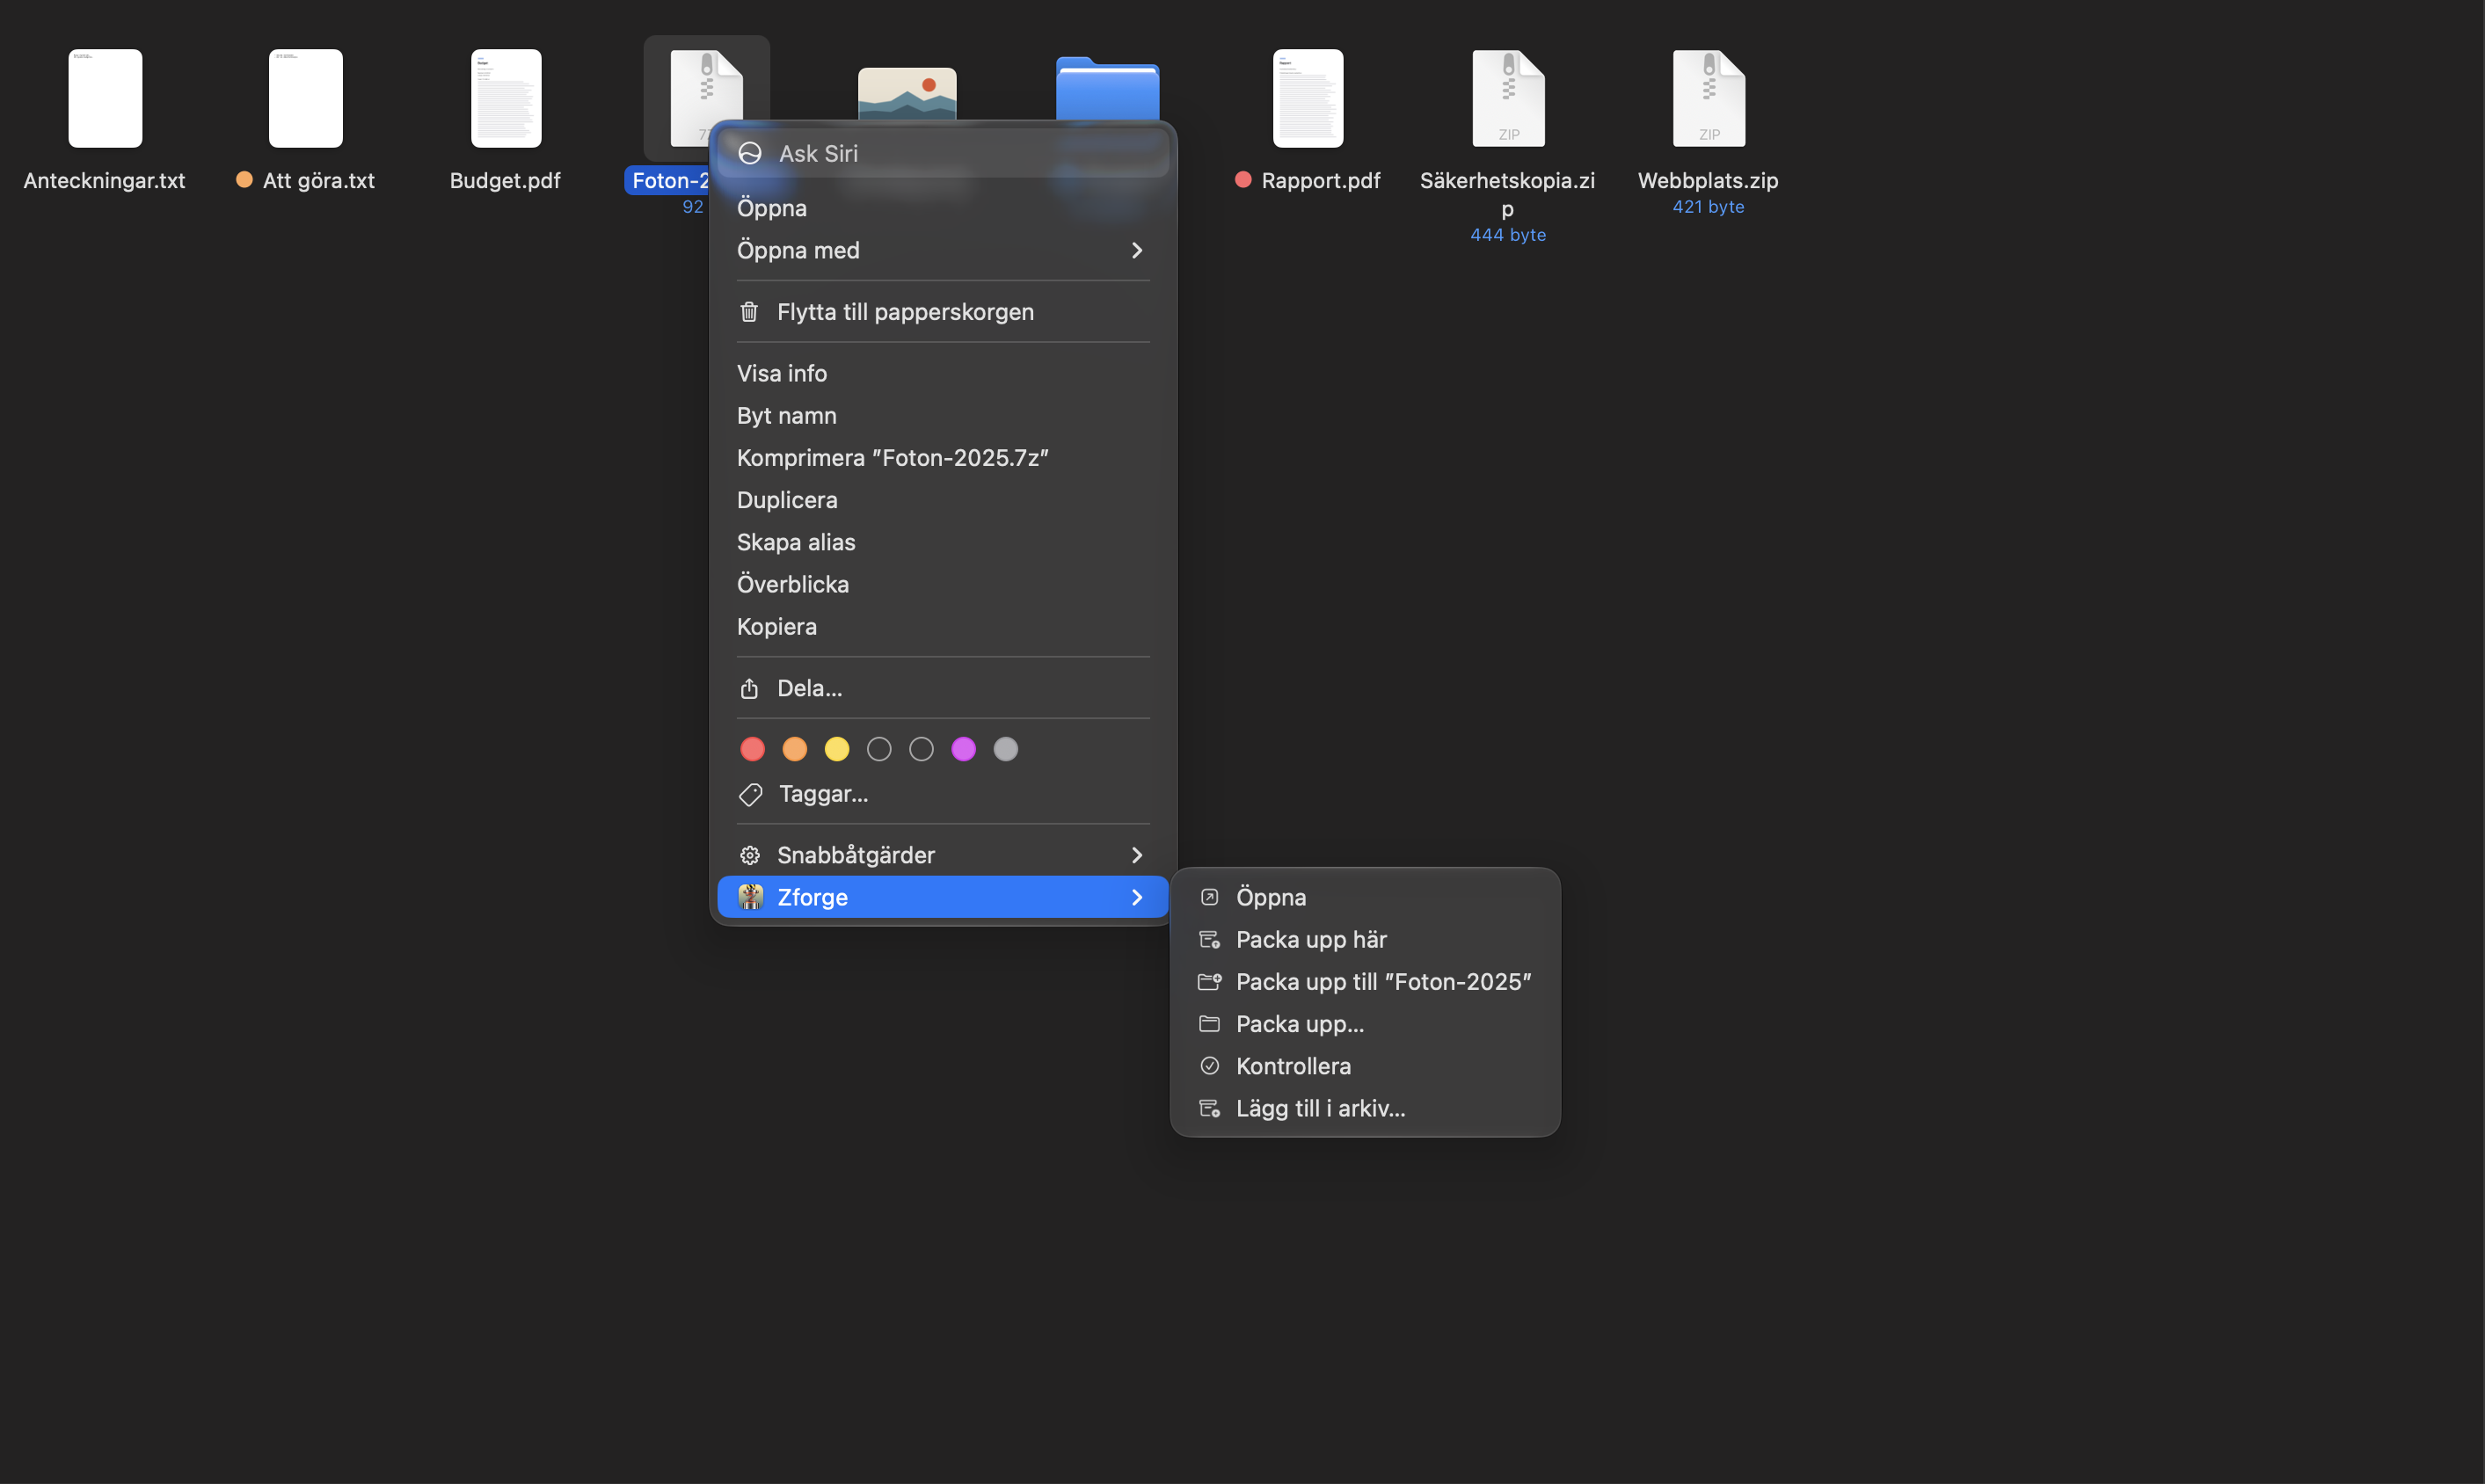 Anteckningar.txt
Att göra.txt
Budget.pdf
Foton-2
92
Rapport.pdf
Säkerhetskopia.zi
p
444 byte
Webbplats.zip
421 byte
ZIP
ZIP
Ask Siri
Öppna
Öppna med
Flytta till papperskorgen
Visa info
Byt namn
Komprimera ”Foton-2025.7z”
Duplicera
Skapa alias
Överblicka
Kopiera
Dela...
Taggar...
Snabbåtgärder
Zforge
Öppna
Packa upp här
Packa upp till ”Foton-2025”
Packa upp...
Kontrollera
Lägg till i arkiv...